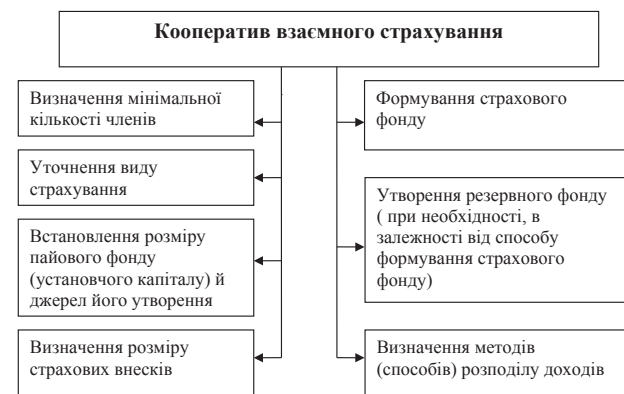 Кооператив взаємного страхування
Визначення мінімальної
кількості членів
Уточнення виду
страхування
Встановлення розміру
пайового фонду
(установчого капіталу) й
джерел його утворення
Визначення розміру
страхових внесків
Формування страхового
фонду
Утворення резервного фонду
( при необхідності, в
залежності від способу
формування страхового
фонду)
Визначення методів
(способів) розподілу доходів